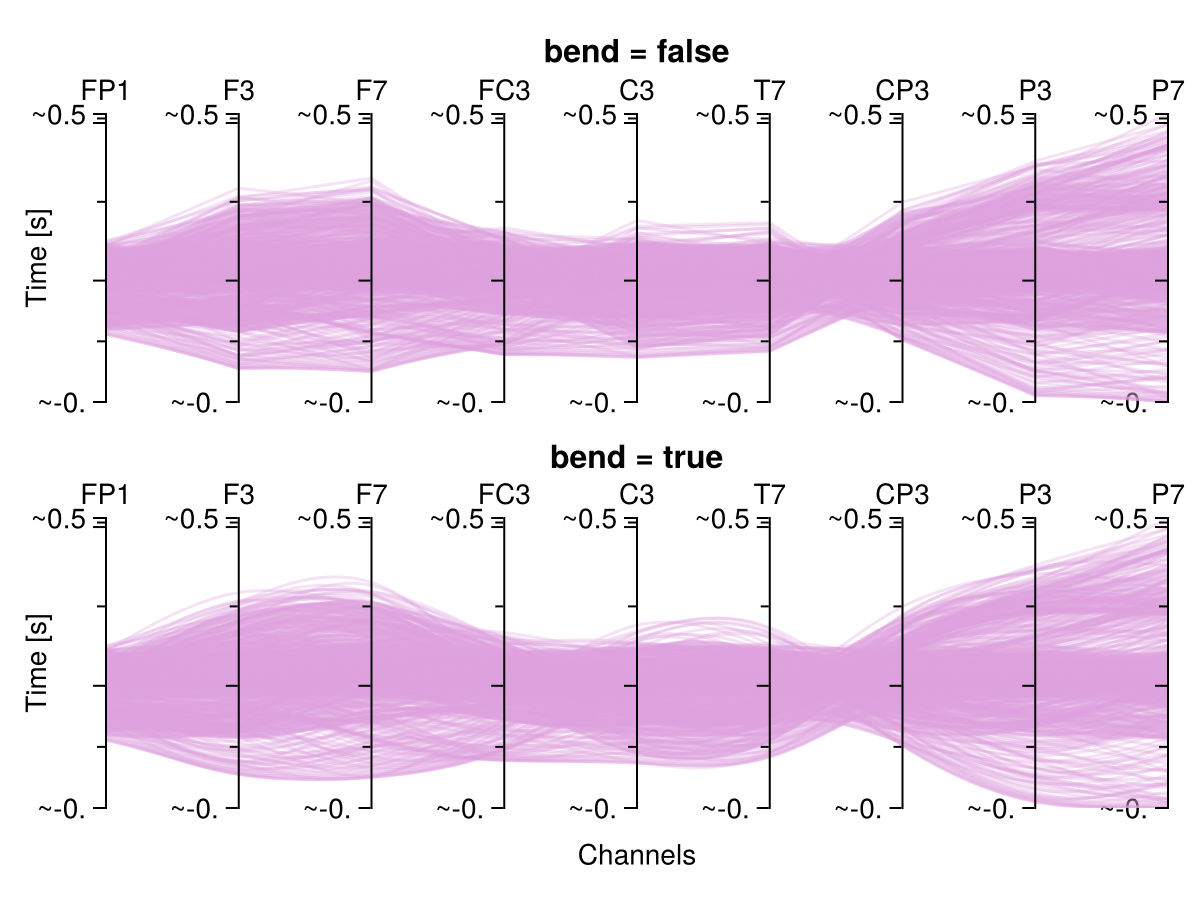 bend = false
FP1 F3 F7 FC3 C3 T7 CP3 P3 P7
~0.5 ~0.5 ~0.5 ~0.5 ~0.5 ~0.5 ~0.5 ~0.5 ~0.5
Time [s]
~-0. ~-0. ~-0. ~-0. ~-0. ~-0. ~-0. ~-0. ~-0.
bend = true
FP1 F3 F7 FC3 C3 T7 CP3 P3 P7
~0.5 ~0.5 ~0.5 ~0.5 ~0.5 ~0.5 ~0.5 ~0.5 ~0.5
Time [s]
~-0. ~-0. ~-0. ~-0. ~-0. ~-0. ~-0. ~-0. ~-0.
Channels